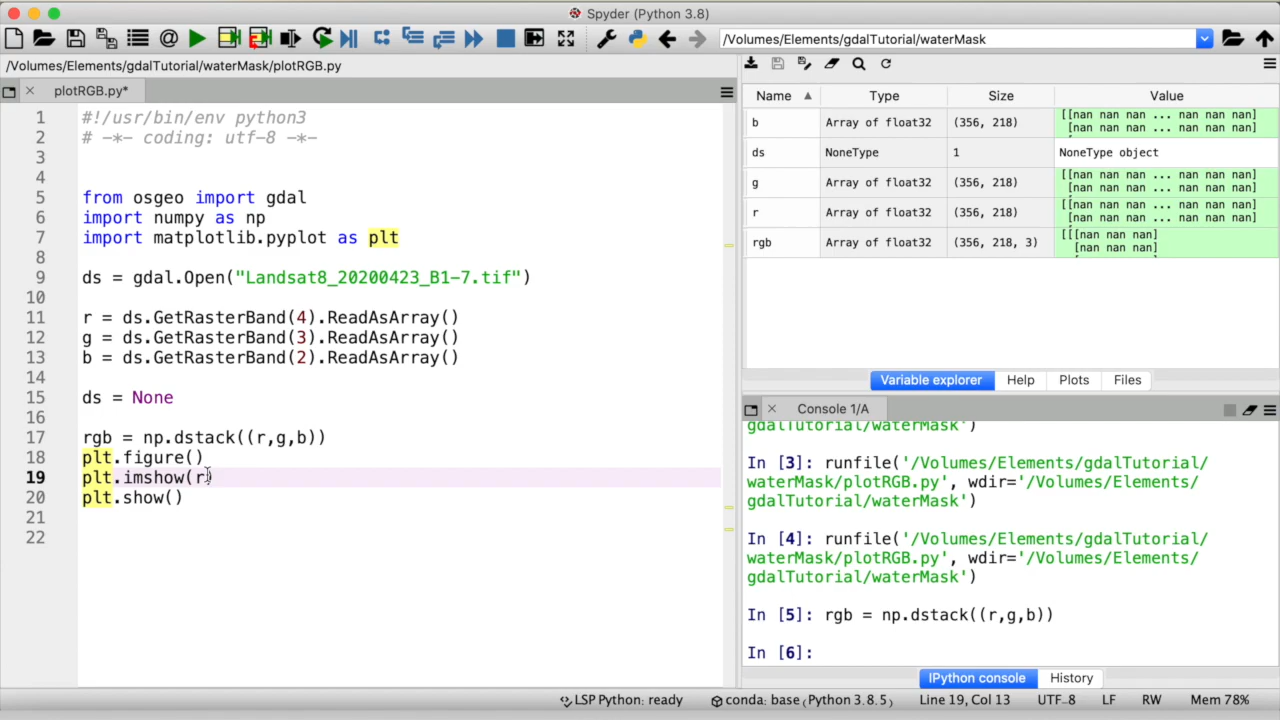 Spyder (Python 3.8)
/Volumes/Elements/gdalTutorial/waterMask
/Volumes/Elements/gdalTutorial/waterMask/plotRGB.py
plotRGB.py*
1 #!/usr/bin/env python3
2 # -*- coding: utf-8 -*-
3
4
5 from osgeo import gdal
6 import numpy as np
7 import matplotlib.pyplot as plt
8
9 ds = gdal.Open("Landsat8_20200423_B1-7.tif")
10
11 r = ds.GetRasterBand(4).ReadAsArray()
12 g = ds.GetRasterBand(3).ReadAsArray()
13 b = ds.GetRasterBand(2).ReadAsArray()
14
15 ds = None
16
17 rgb = np.dstack((r,g,b))
18 plt.figure()
19 plt.imshow(r)
20 plt.show()
21
22
Name Type Size Value
b Array of float32 (356, 218) [[nan nan nan ... nan nan nan]
[nan nan nan ... nan nan nan]
ds NoneType 1 NoneType object
g Array of float32 (356, 218) [[nan nan nan ... nan nan nan]
[nan nan nan ... nan nan nan]
r Array of float32 (356, 218) [[nan nan nan ... nan nan nan]
[nan nan nan ... nan nan nan]
rgb Array of float32 (356, 218, 3) [[[nan nan nan]
[nan nan nan]
Variable explorer Help Plots Files
Console 1/A
gdalTutorial/waterMask')
In [3]: runfile('/Volumes/Elements/gdalTutorial/
waterMask/plotRGB.py', wdir='/Volumes/Elements/
gdalTutorial/waterMask')
In [4]: runfile('/Volumes/Elements/gdalTutorial/
waterMask/plotRGB.py', wdir='/Volumes/Elements/
gdalTutorial/waterMask')
In [5]: rgb = np.dstack((r,g,b))
In [6]:
IPython console History
LSP Python: ready conda: base (Python 3.8.5) Line 19, Col 13 UTF-8 LF RW Mem 78%